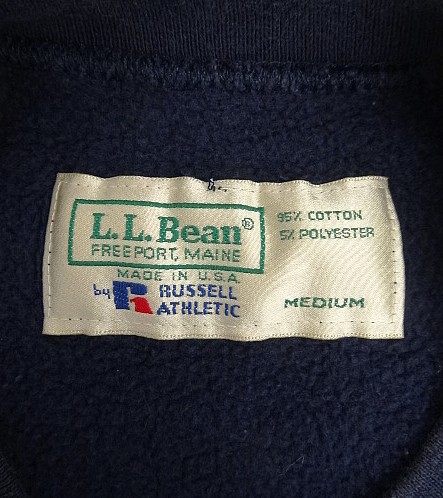 L.L.Bean®
FREEPORT, MAINE
MADE IN U.S.A
by R RUSSELL
ATHLETIC
95% COTTON
5% POLYESTER
MEDIUM